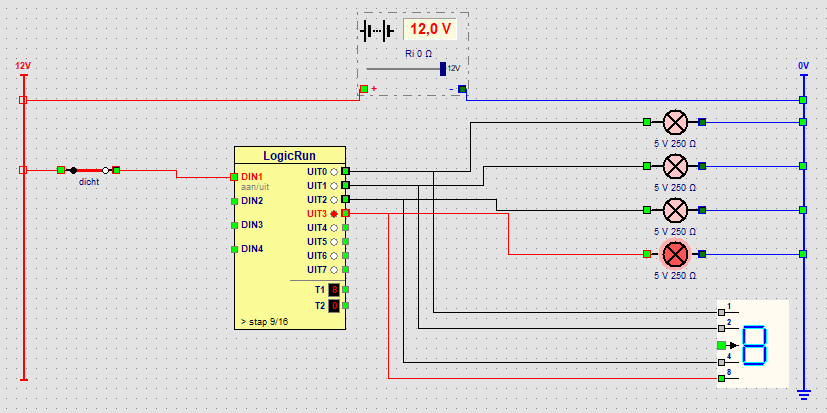 12,0 V
Ri 0 Ω
12V
+ -
12V
0V
LogicRun
DIN1
aan/uit
DIN2
DIN3
DIN4
UIT0
UIT1
UIT2
UIT3
UIT4
UIT5
UIT6
UIT7
T1
T2
> stap 9/16
dicht
5 V 250 Ω
5 V 250 Ω
5 V 250 Ω
5 V 250 Ω
1
2
4
8
8